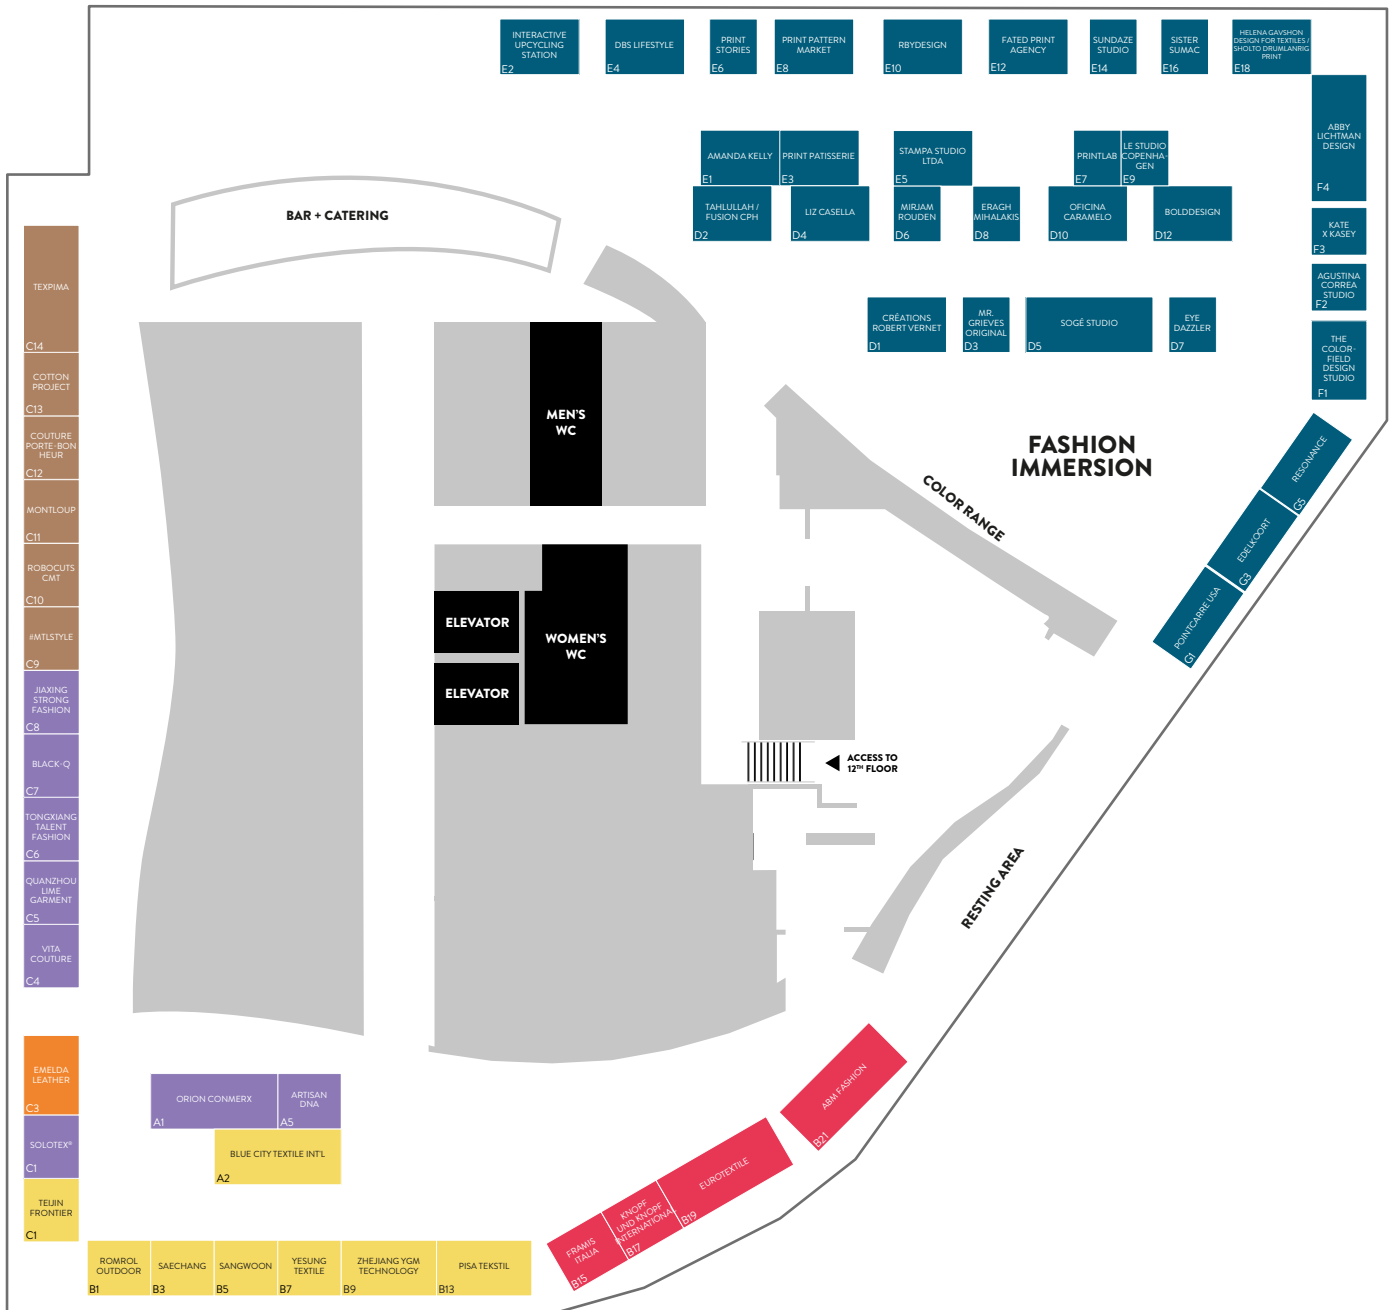 INTERACTIVE
UPCYCLING
STATION
E2
DBS LIFESTYLE
E4
PRINT
STORIES
E6
PRINT PATTERN
MARKET
E8
RBYDESIGN
E10
FATED PRINT
AGENCY
E12
SUNDAZE
STUDIO
E14
SISTER
SUMAC
E16
HELENA GAVSHON
DESIGN FOR TEXTILES /
SHOLTO DRUMLANRIG
PRINT
E18
ABBY
LICHTMAN
DESIGN
F4
KATE
X KASEY
F3
AGUSTINA
CORREA
STUDIO
F2
THE
COLOR-
FIELD
DESIGN
STUDIO
F1
AMANDA KELLY
E1
PRINT PATISSERIE
E3
STAMPA STUDIO
LTDA
E5
PRINTLAB
E7
LE STUDIO
COPENHA-
GEN
E9
TAHLULLAH /
FUSION CPH
D2
LIZ CASELLA
D4
MIRJAM
ROUDEN
D6
ERAGH
MIHALAKIS
D8
OFICINA
CARAMELO
D10
BOLDDESIGN
D12
CRÉATIONS
ROBERT VERNET
D1
MR.
GRIEVES
ORIGINAL
D3
SOGÉ STUDIO
D5
EYE
DAZZLER
D7
BAR + CATERING
FASHION
IMMERSION
COLOR RANGE
RESONANCE
G5
EDELKOORT
G3
POINTCARRE USA
G1
MEN'S
WC
ELEVATOR
ELEVATOR
WOMEN'S
WC
ACCESS TO
12TH FLOOR
RESTING AREA
TEXPIMA
C14
COTTON
PROJECT
C13
COUTURE
PORTE-BON
HEUR
C12
MONTLOUP
C11
ROBOCUTS
CMT
C10
#MTLSTYLE
C9
JIAXING
STRONG
FASHION
C8
BLACK-Q
C7
TONGXIANG
TALENT
FASHION
C6
QUANZHOU
LIME
GARMENT
C5
VITA
COUTURE
C4
EMELDA
LEATHER
C3
SOLOTEX®
C1
TEIJIN
FRONTIER
C1
ORION CONMERX
A1
ARTISAN
DNA
A5
BLUE CITY TEXTILE INT'L
A2
ROMROL
OUTDOOR
B1
SAECHANG
B3
SANGWOON
B5
YESUNG
TEXTILE
B7
ZHEJIANG YGM
TECHNOLOGY
B9
PISA TEKSTIL
B13
FRAMIS
ITALIA
B15
KNOPF
UND KNOPF
INTERNATIONAL
B17
EUROTEXTILE
B19
ABM FASHION
B21